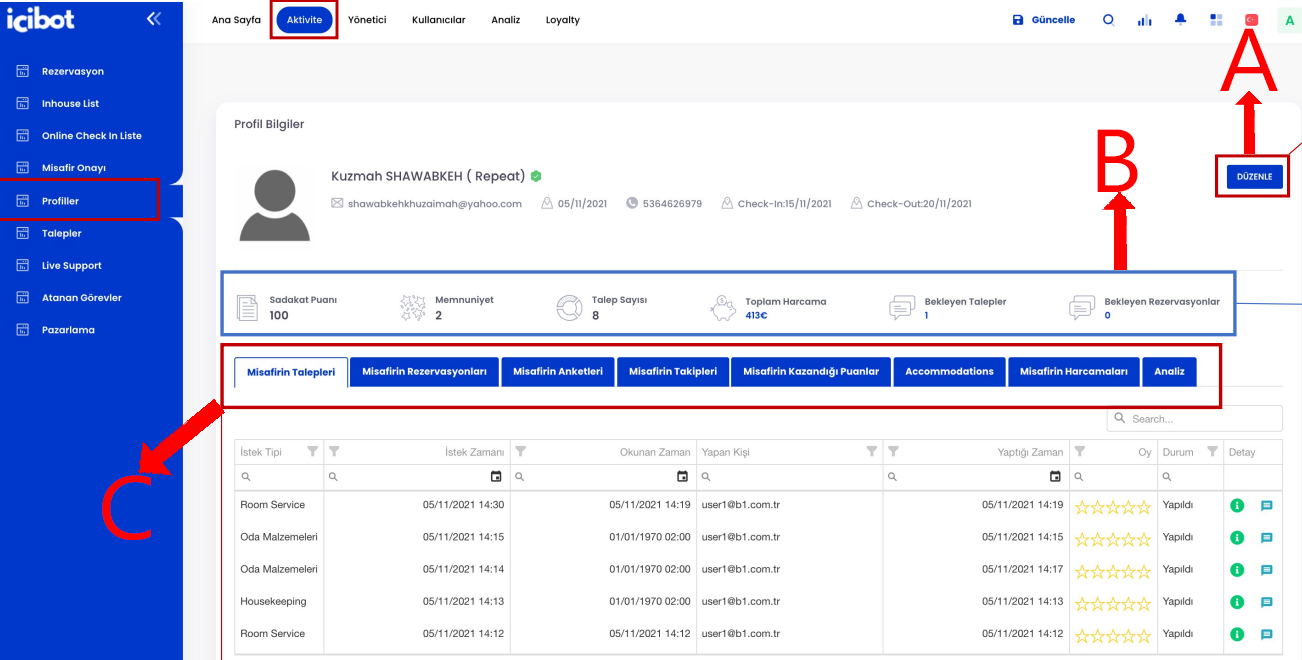 icibot
Ana Sayfa Aktivite Yönetici Kullanıcılar Analiz Loyalty Güncelle A
A
Rezervasyon
Inhouse List
Online Check In Liste
Misafir Onayı
Profiller
Talepler
Live Support
Atanan Görevler
Pazarlama
Profil Bilgiler
B
DÜZENLE
Kuzmah SHAWABKEH ( Repeat)
shawabkehkhuzaimah@yahoo.com 05/11/2021 5364626979 Check-In:15/11/2021 Check-Out:20/11/2021
Sadakat Puanı Memnuniyet Talep Sayısı Toplam Harcama Bekleyen Talepler Bekleyen Rezervasyonlar
100 2 8 413€ 1 0
Misafirin Talepleri Misafirin Rezervasyonları Misafirin Anketleri Misafirin Takipleri Misafirin Kazandığı Puanlar Accommodations Misafirin Harcamaları Analiz
C
Search...
İstek Tipi İstek Zamanı Okunan Zaman Yapan Kişi Yaptığı Zaman Oy Durum Detay
Room Service 05/11/2021 14:30 05/11/2021 14:19 user1@b1.com.tr 05/11/2021 14:19 Yapıldı
Oda Malzemeleri 05/11/2021 14:15 01/01/1970 02:00 user1@b1.com.tr 05/11/2021 14:15 Yapıldı
Oda Malzemeleri 05/11/2021 14:14 01/01/1970 02:00 user1@b1.com.tr 05/11/2021 14:17 Yapıldı
Housekeeping 05/11/2021 14:13 01/01/1970 02:00 user1@b1.com.tr 05/11/2021 14:13 Yapıldı
Room Service 05/11/2021 14:12 05/11/2021 14:12 user1@b1.com.tr 05/11/2021 14:12 Yapıldı